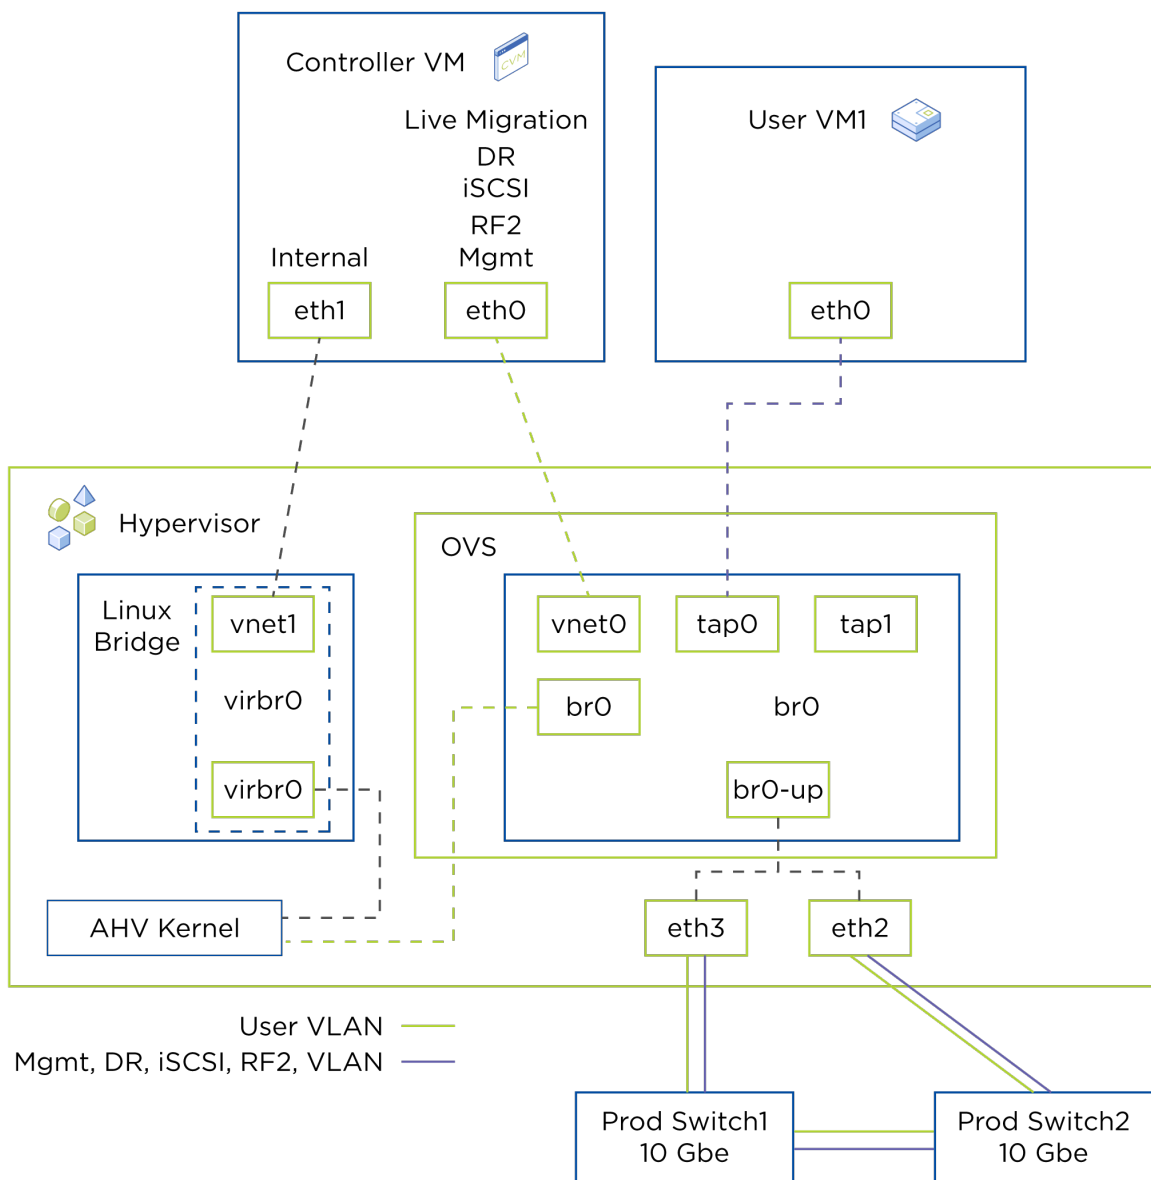 Controller VM
CVM
Live Migration
DR
iSCSI
RF2
Mgmt
Internal
eth1
eth0
User VM1
eth0
Hypervisor
OVS
Linux
Bridge
vnet1
virbr0
virbr0
vnet0
tap0
tap1
br0
br0
br0-up
AHV Kernel
eth3
eth2
User VLAN
Mgmt, DR, iSCSI, RF2, VLAN
Prod Switch1
10 Gbe
Prod Switch2
10 Gbe